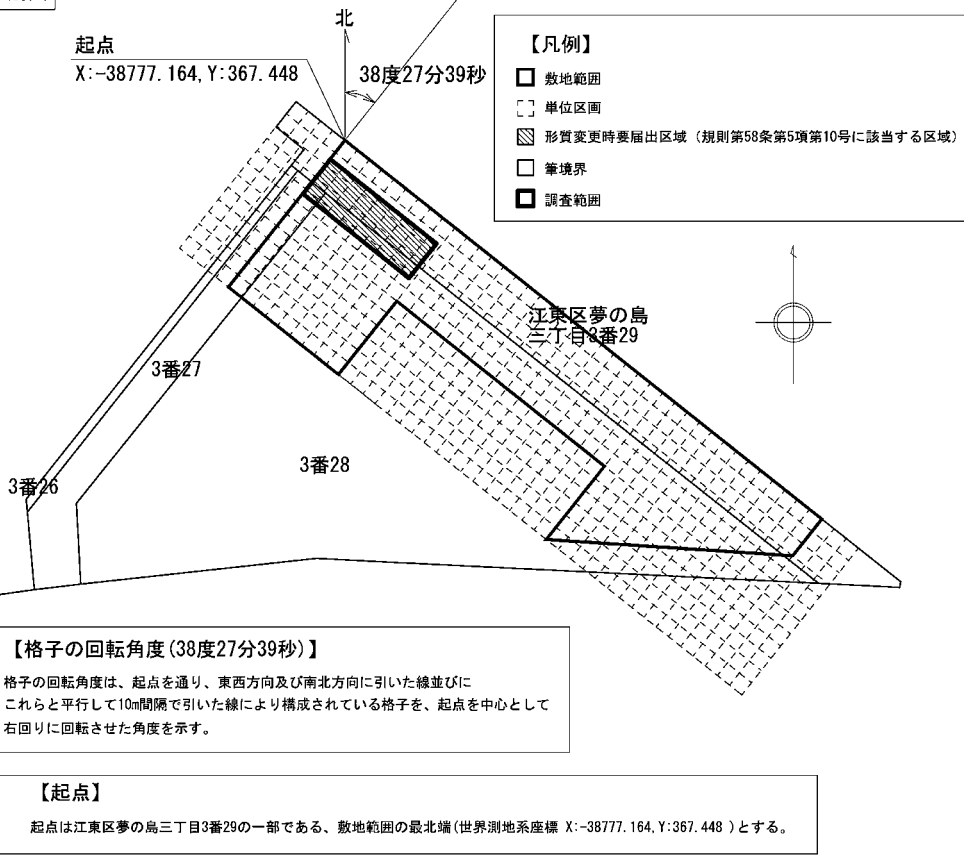 北
起点
X:-38777.164, Y:367.448
38度27分39秒
【凡例】
敷地範囲
単位区画
形質変更時要届出区域（規則第58条第5項第10号に該当する区域）
筆境界
調査範囲
江東区夢の島
三丁目3番29
3番27
3番28
3番26
【格子の回転角度(38度27分39秒)】
格子の回転角度は、起点を通り、東西方向及び南北方向に引いた線並びに
これらと平行して10m間隔で引いた線により構成されている格子を、起点を中心として
右回りに回転させた角度を示す。
【起点】
起点は江東区夢の島三丁目3番29の一部である、敷地範囲の最北端(世界測地系座標 X:-38777.164,Y:367.448 )とする。